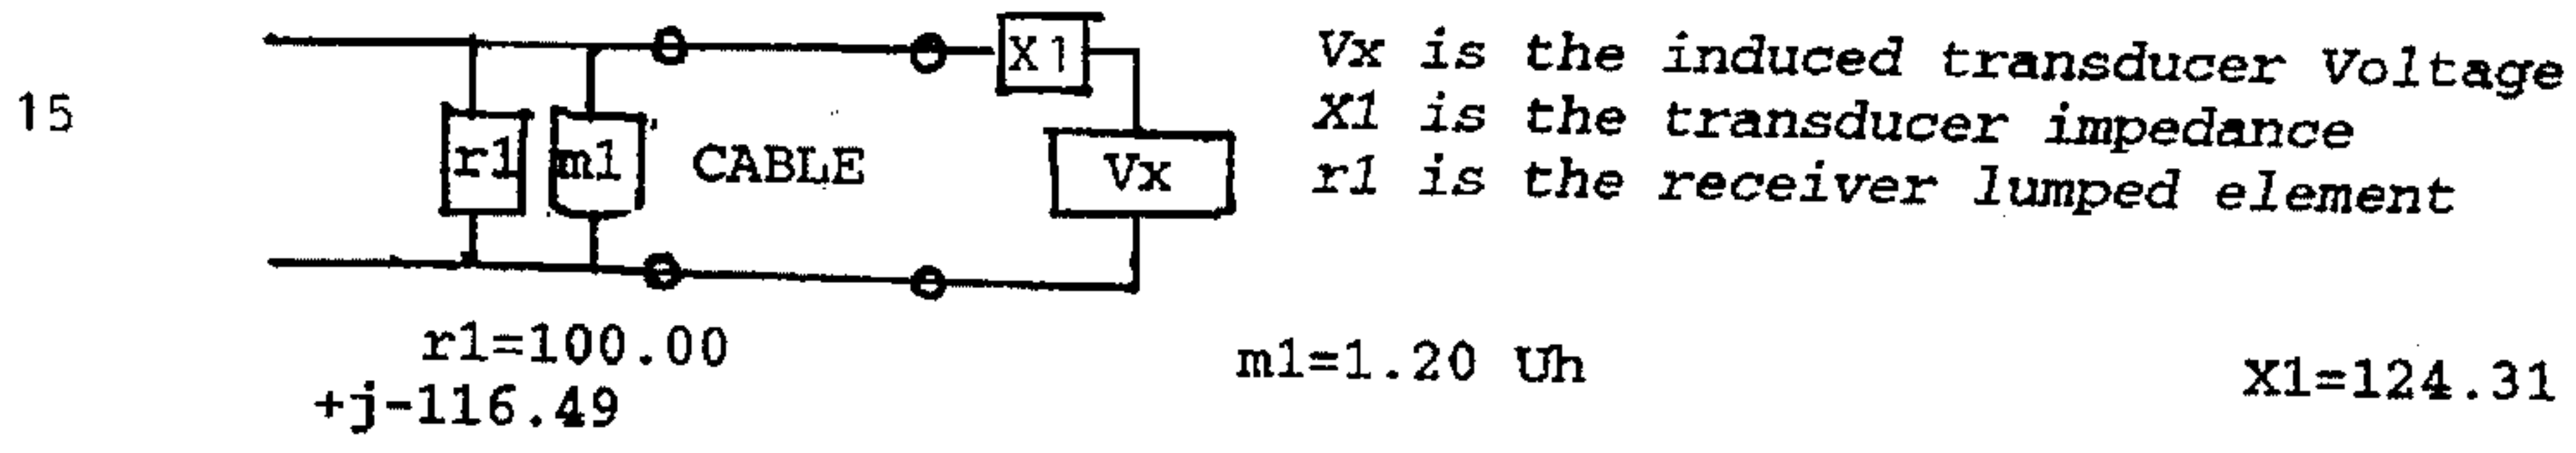 X1
Vx is the induced transducer Voltage
15
X1 is the transducer impedance
r1 m1 CABLE Vx
r1 is the receiver lumped element
r1=100.00 m1=1.20 Uh X1=124.31
+j-116.49